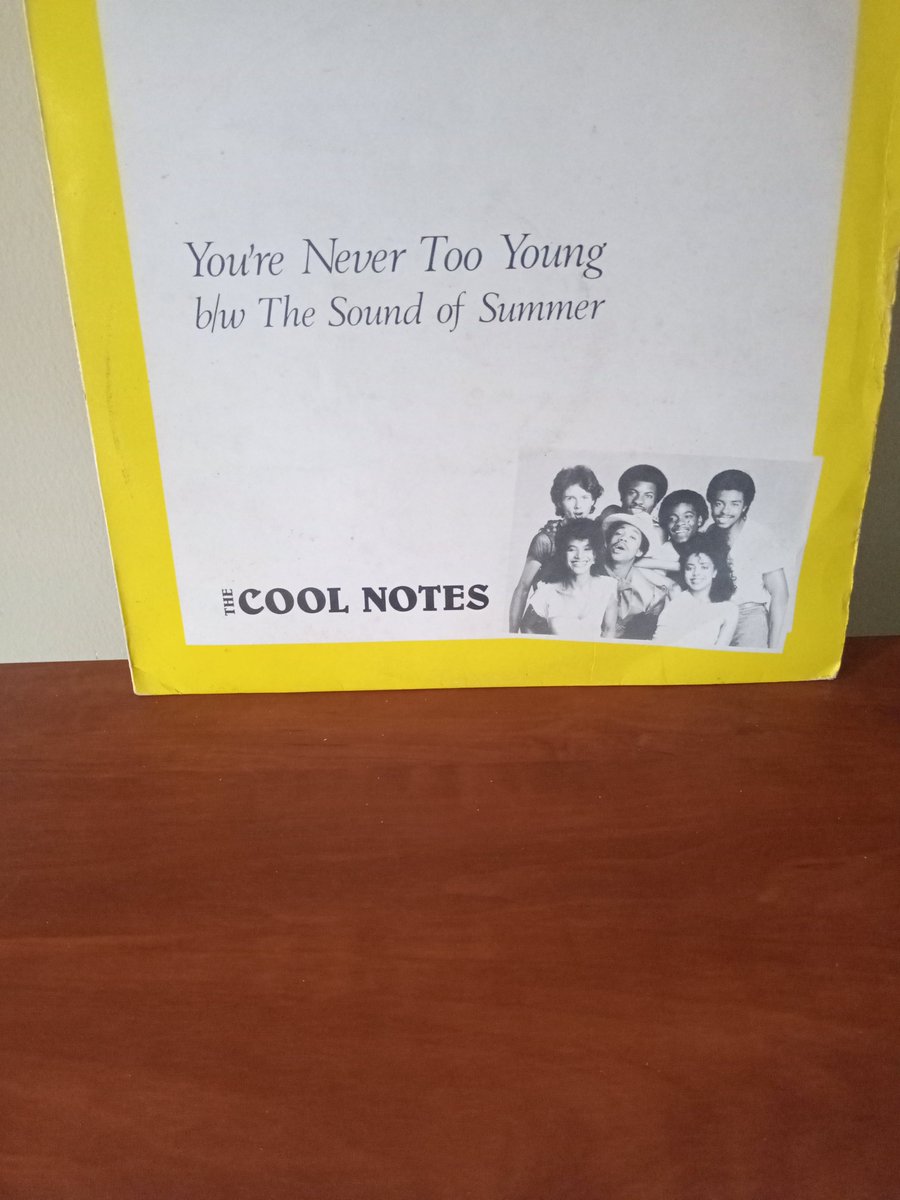 You're Never Too Young
b/w The Sound of Summer
THE COOL NOTES